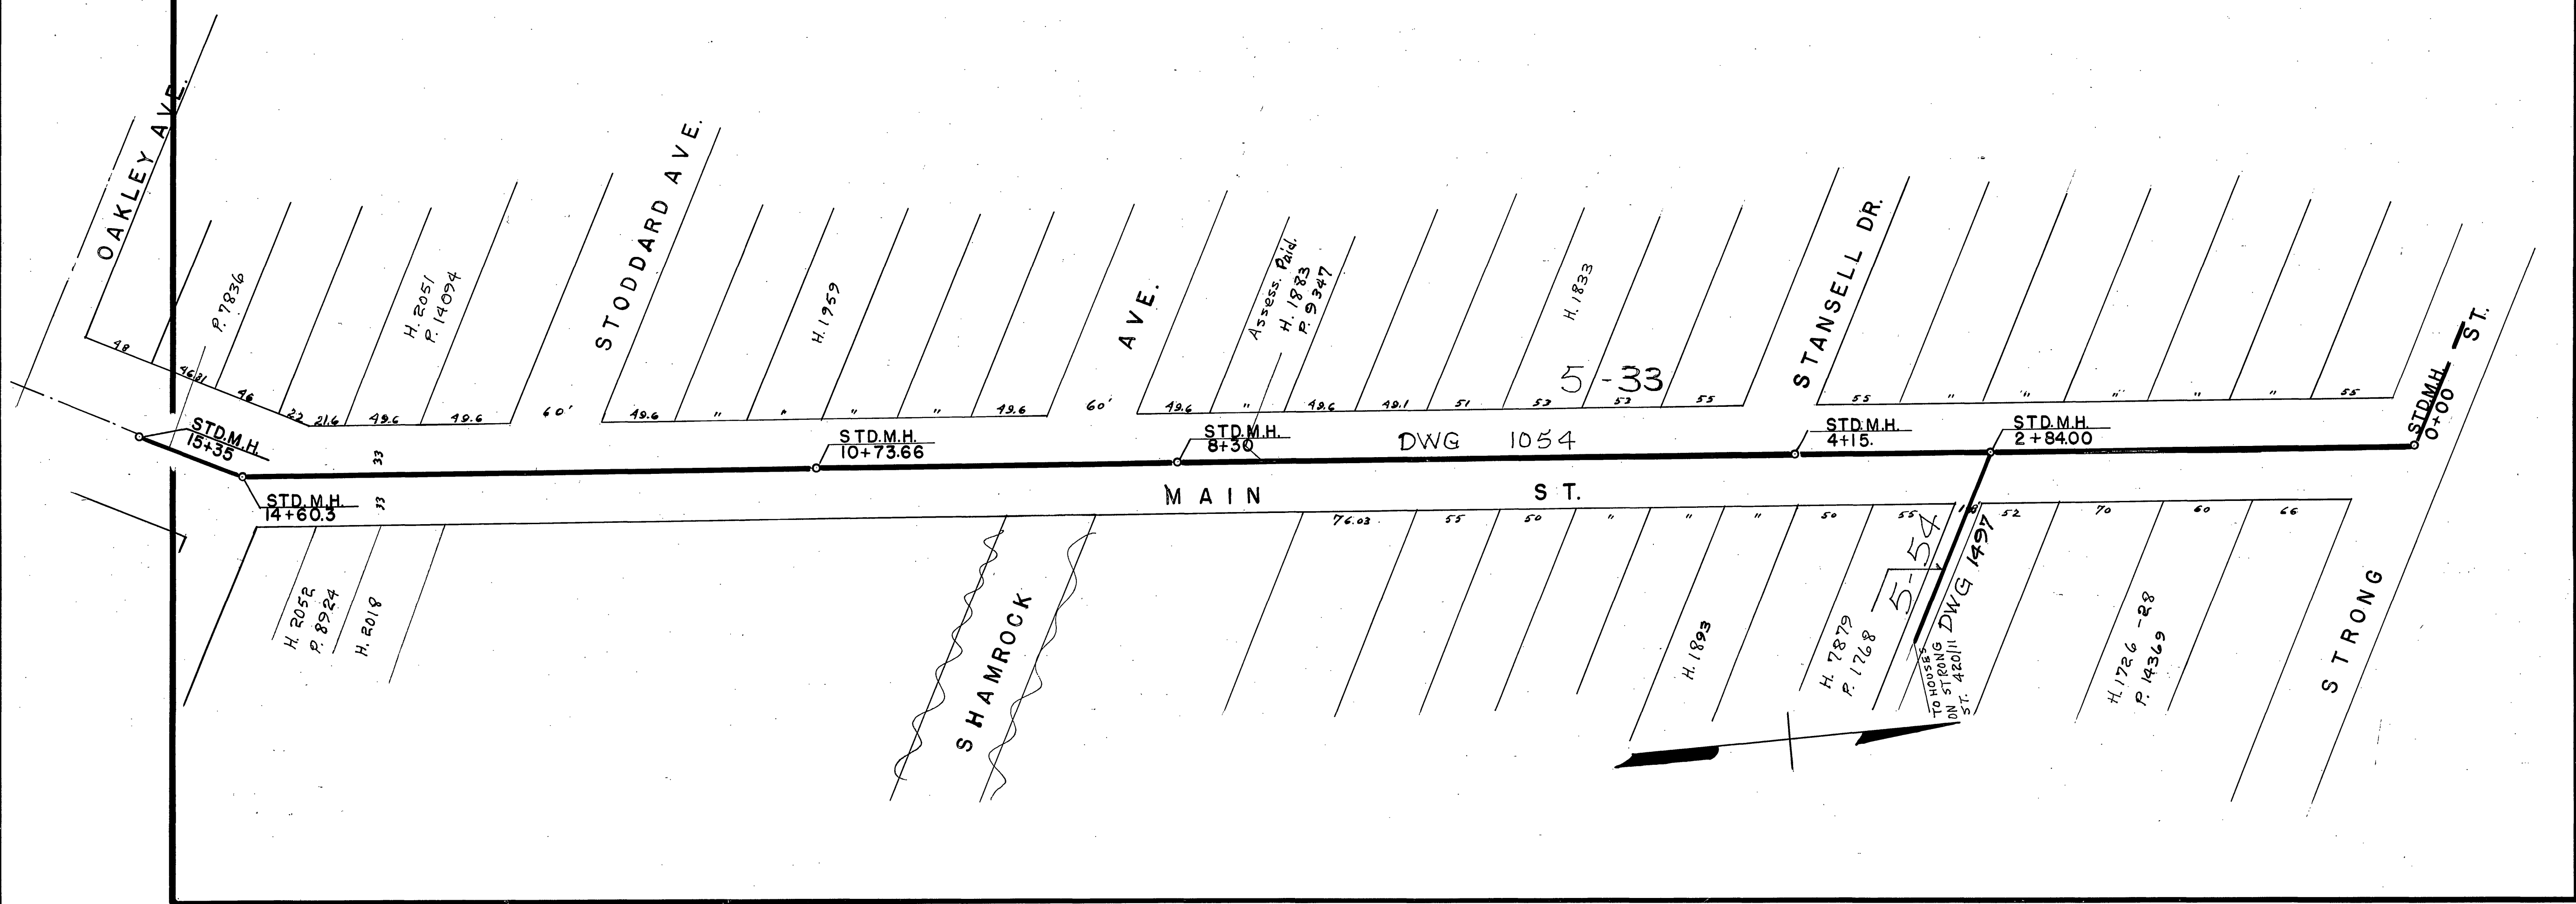 OAKLEY AVE.
P. 7836
H. 2051
P. 14094
STODDARD AVE.
H. 1959
AVE.
Assess. Paid.
H. 1883
P. 9347
H. 1833
5-33
STANSELL DR.
ST.
48
46.21
46
22
21.6
49.6
49.6
60'
49.6
"
"
"
"
49.6
60'
49.6
"
49.6
49.1
51
53
53
55
55
"
"
"
"
"
55
STD. M.H.
15+35
STD. M.H.
14+60.3
33
33
STD. M.H.
10+73.66
STD. M.H.
8+30
DWG 1054
STD. M.H.
4+15.
STD. M.H.
2+84.00
STD. M.H.
0+00
MAIN ST.
76.03
55
50
"
"
"
50
55
18
52
70
60
66
H. 2052
P. 8924
H. 2018
SHAMROCK
H. 1893
H. 7879
P. 1768
5-54
DWG 1497
TO HOUSES
ON STRONG
ST. 4/20/11
H. 1726-28
P. 14369
STRONG